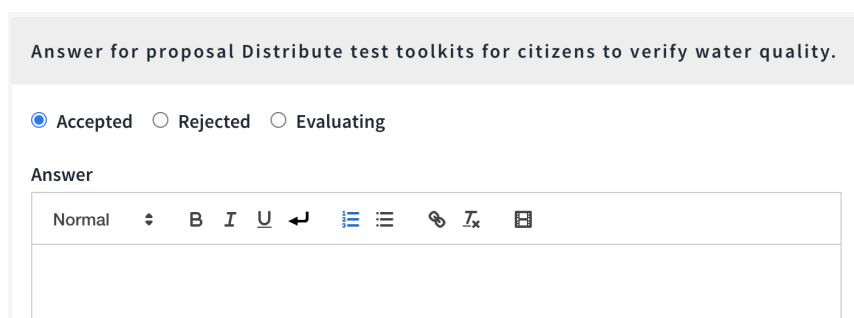 Answer for proposal Distribute test toolkits for citizens to verify water quality.
Accepted Rejected Evaluating
Answer
Normal B I U